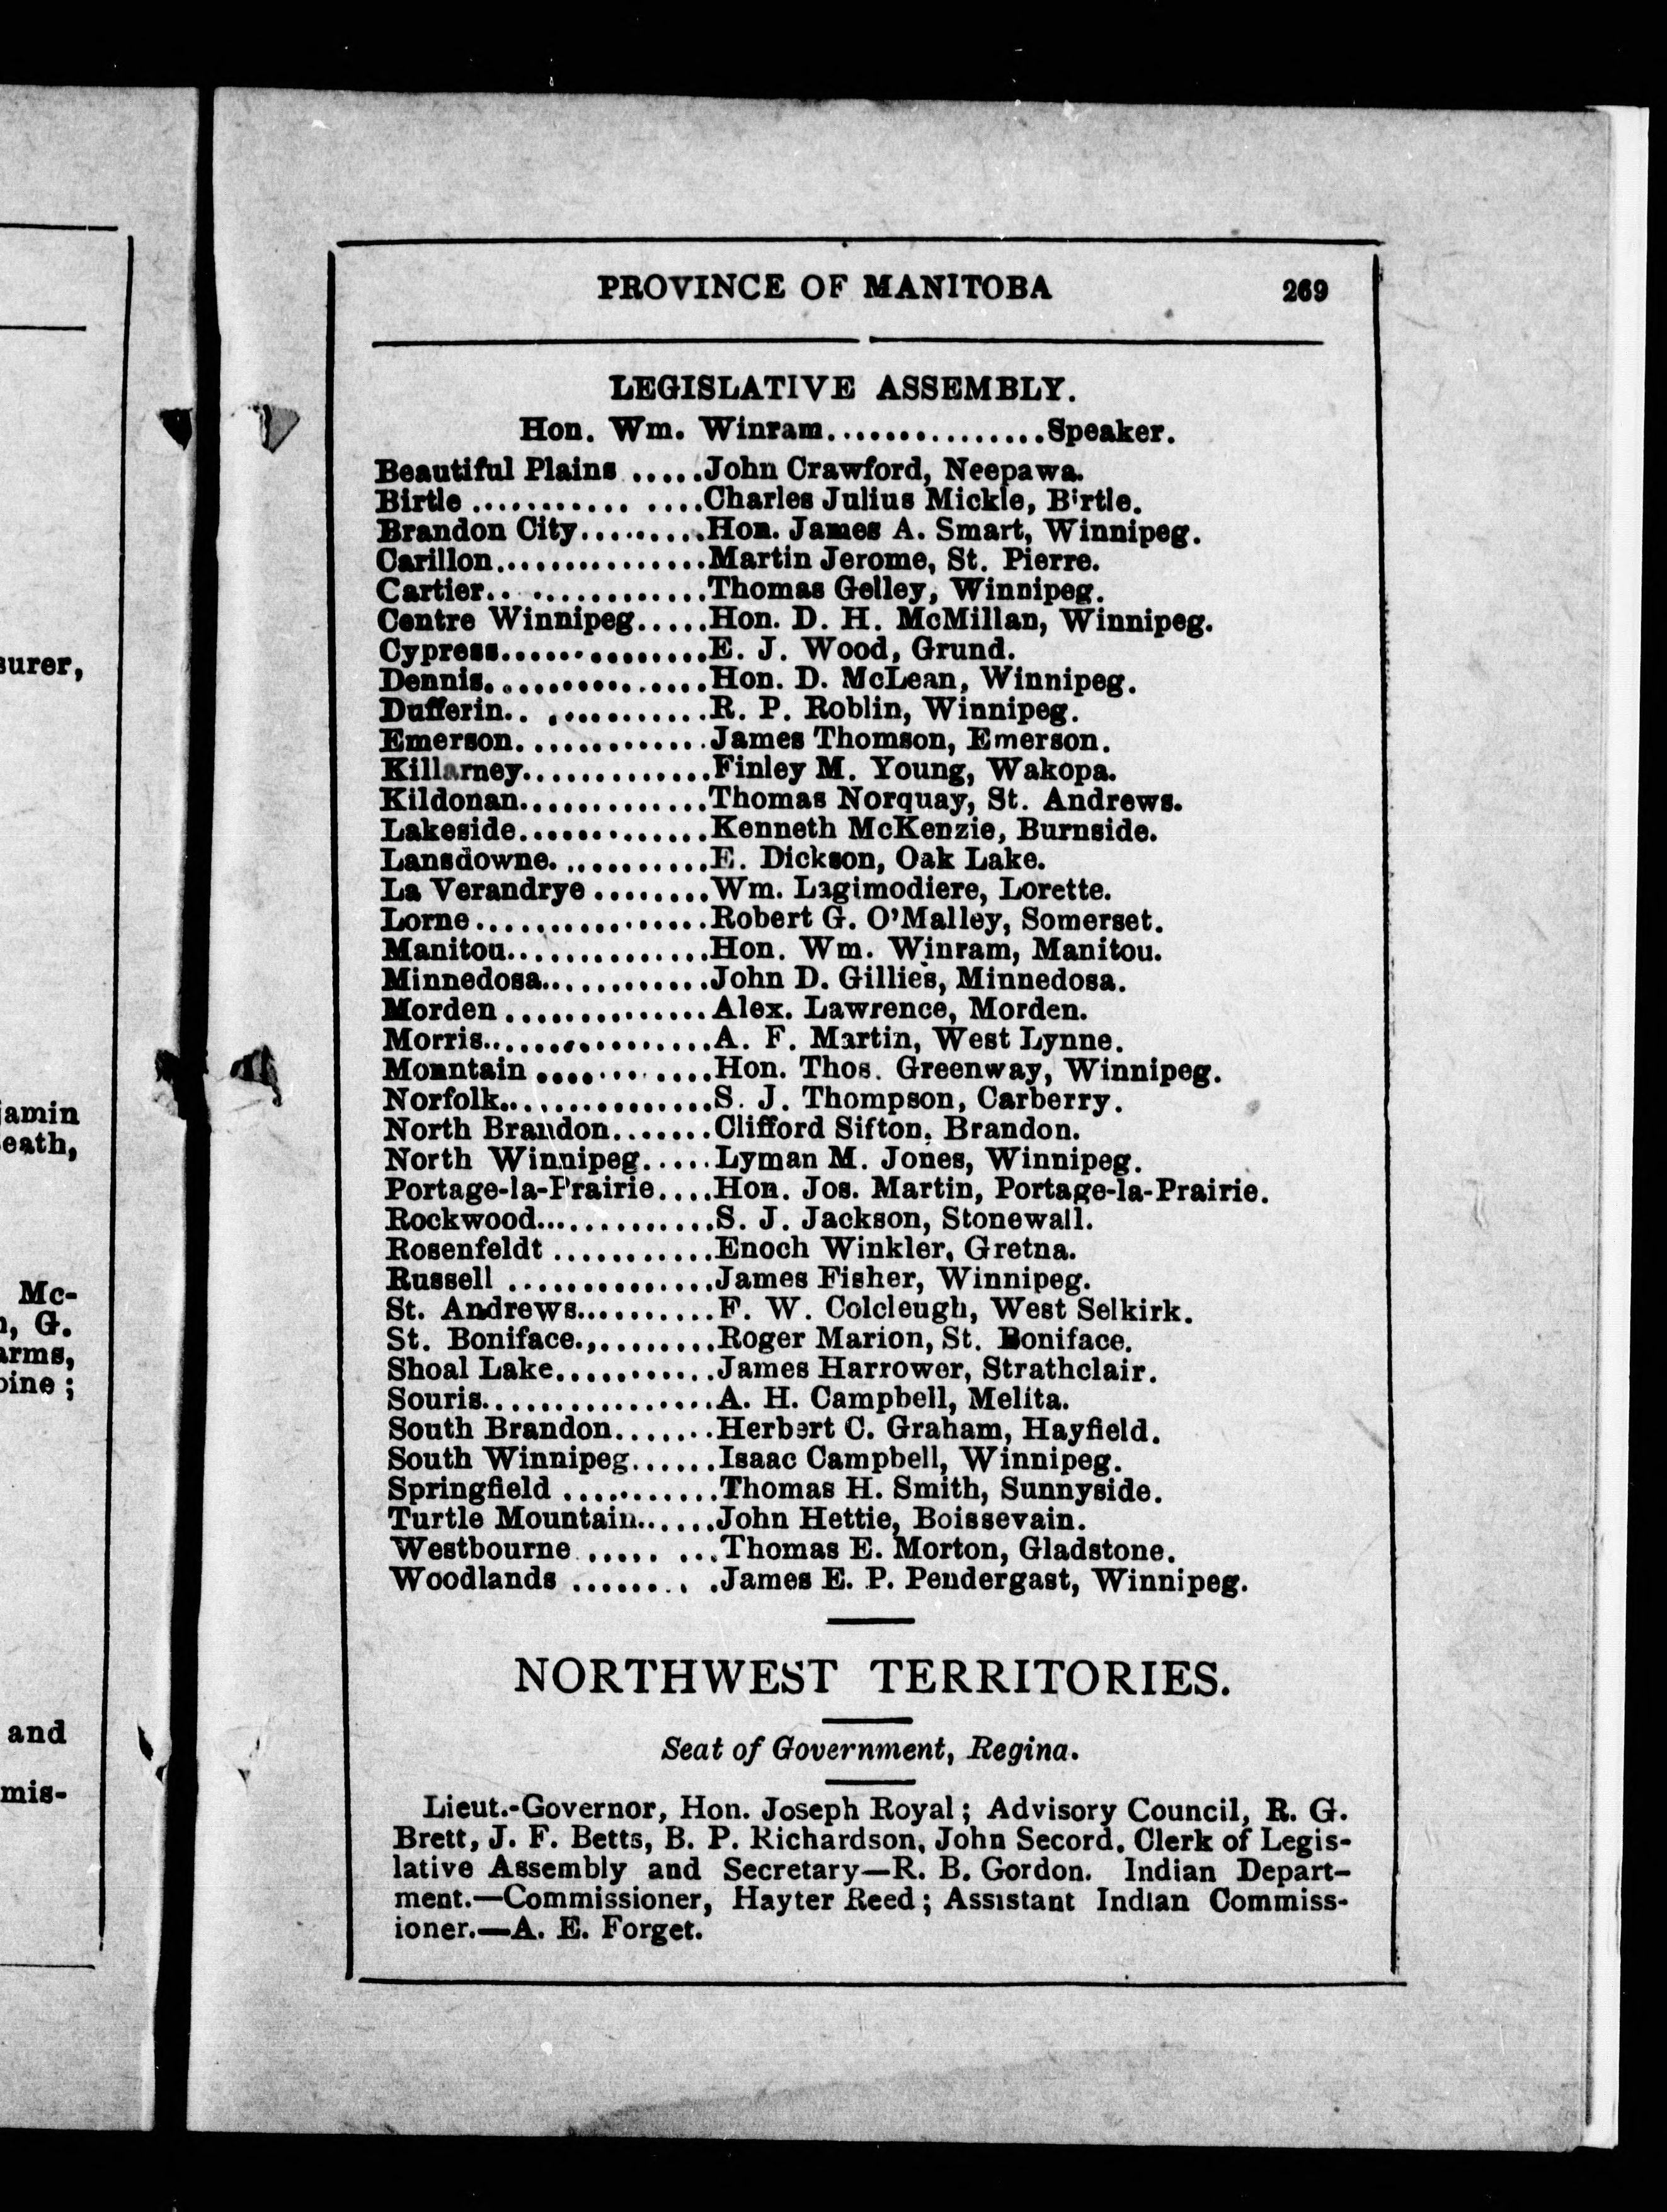 surer,
jamin
eath,
Mc-
, G.
arms,
pine ;
and
mis-
PROVINCE OF MANITOBA 269
LEGISLATIVE ASSEMBLY.
Hon. Wm. Winram...............Speaker.
Beautiful Plains .....John Crawford, Neepawa.
Birtle ........... ....Charles Julius Mickle, Birtle.
Brandon City.........Hon. James A. Smart, Winnipeg.
Carillon...............Martin Jerome, St. Pierre.
Cartier.. .............Thomas Gelley, Winnipeg.
Centre Winnipeg.....Hon. D. H. McMillan, Winnipeg.
Cypress...............E. J. Wood, Grund.
Dennis................Hon. D. McLean, Winnipeg.
Dufferin.. ...........R. P. Roblin, Winnipeg.
Emerson.............James Thomson, Emerson.
Killarney.............Finley M. Young, Wakopa.
Kildonan.............Thomas Norquay, St. Andrews.
Lakeside.............Kenneth McKenzie, Burnside.
Lansdowne...........E. Dickson, Oak Lake.
La Verandrye ........Wm. Lagimodiere, Lorette.
Lorne................Robert G. O'Malley, Somerset.
Manitou..............Hon. Wm. Winram, Manitou.
Minnedosa............John D. Gillies, Minnedosa.
Morden ..............Alex. Lawrence, Morden.
Morris................A. F. Martin, West Lynne.
Mountain ............Hon. Thos. Greenway, Winnipeg.
Norfolk...............S. J. Thompson, Carberry.
North Brandon.......Clifford Sifton, Brandon.
North Winnipeg.....Lyman M. Jones, Winnipeg.
Portage-la-Prairie....Hon. Jos. Martin, Portage-la-Prairie.
Rockwood............S. J. Jackson, Stonewall.
Rosenfeldt ...........Enoch Winkler, Gretna.
Russell ..............James Fisher, Winnipeg.
St. Andrews..........F. W. Colcleugh, West Selkirk.
St. Boniface.,........Roger Marion, St. Boniface.
Shoal Lake...........James Harrower, Strathclair.
Souris................A. H. Campbell, Melita.
South Brandon.......Herbert C. Graham, Hayfield.
South Winnipeg......Isaac Campbell, Winnipeg.
Springfield ...........Thomas H. Smith, Sunnyside.
Turtle Mountain......John Hettie, Boissevain.
Westbourne ..... ...Thomas E. Morton, Gladstone.
Woodlands ........ .James E. P. Pendergast, Winnipeg.
NORTHWEST TERRITORIES.
Seat of Government, Regina.
Lieut.-Governor, Hon. Joseph Royal; Advisory Council, R. G.
Brett, J. F. Betts, B. P. Richardson, John Secord. Clerk of Legis-
lative Assembly and Secretary—R. B. Gordon. Indian Depart-
ment.—Commissioner, Hayter Reed; Assistant Indian Commiss-
ioner.—A. E. Forget.